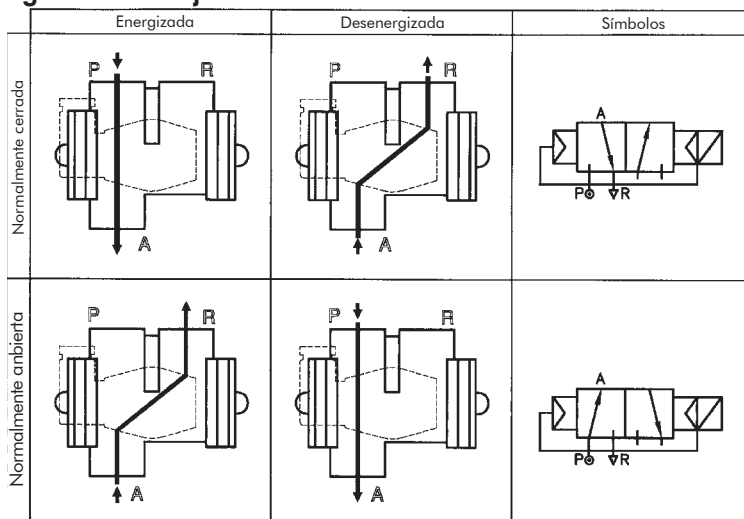 Energizada
Desenergizada
Símbolos
Normalmente cerrada
P
R
A
P
R
A
A
P
R
Normalmente anbierta
P
R
A
P
R
A
A
P
R